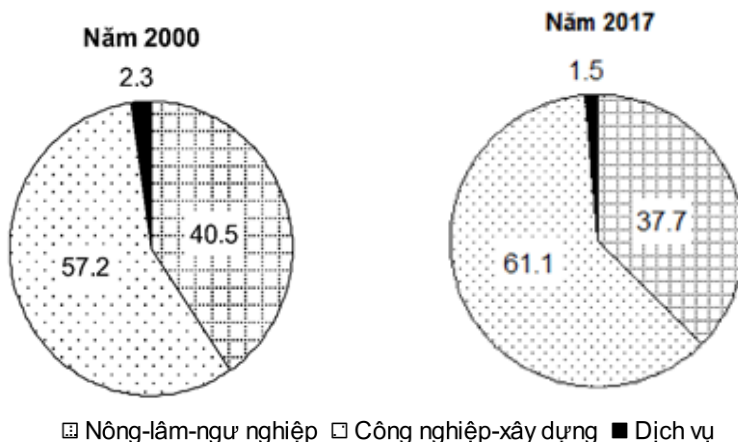 Năm 2000
2.3
40.5
57.2
Năm 2017
1.5
37.7
61.1
Nông-lâm-ngư nghiệp Công nghiệp-xây dựng Dịch vụ